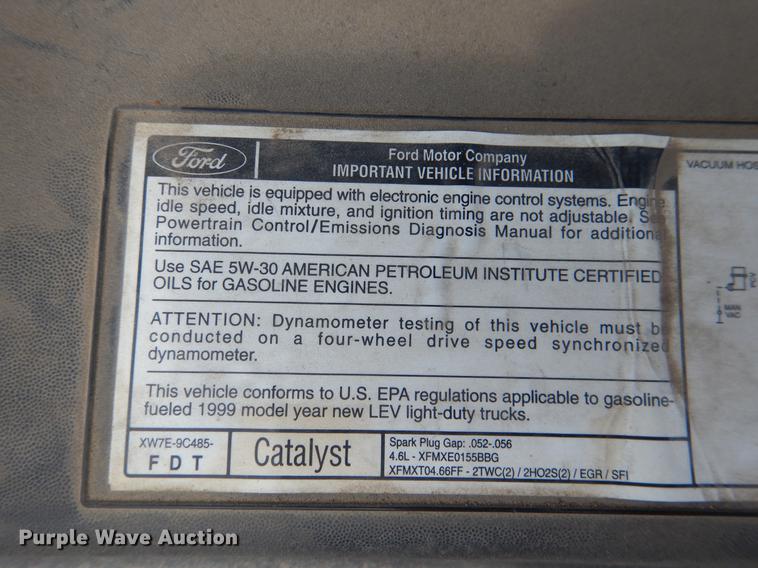 Ford
Ford Motor Company
IMPORTANT VEHICLE INFORMATION
This vehicle is equipped with electronic engine control systems. Engine
idle speed, idle mixture, and ignition timing are not adjustable. See
Powertrain Control/Emissions Diagnosis Manual for additional
information.
Use SAE 5W-30 AMERICAN PETROLEUM INSTITUTE CERTIFIED
OILS for GASOLINE ENGINES.
ATTENTION: Dynamometer testing of this vehicle must be
conducted on a four-wheel drive speed synchronized
dynamometer.
This vehicle conforms to U.S. EPA regulations applicable to gasoline-
fueled 1999 model year new LEV light-duty trucks.
XW7E-9C485-
FDT
Catalyst
Spark Plug Gap: .052-.056
4.6L - XFMXE0155BBG
XFMXT04.66FF - 2TWC(2) / 2HO2S(2) / EGR / SFI
VACUUM HOS
PCV
MAN
VAC
Purple Wave Auction